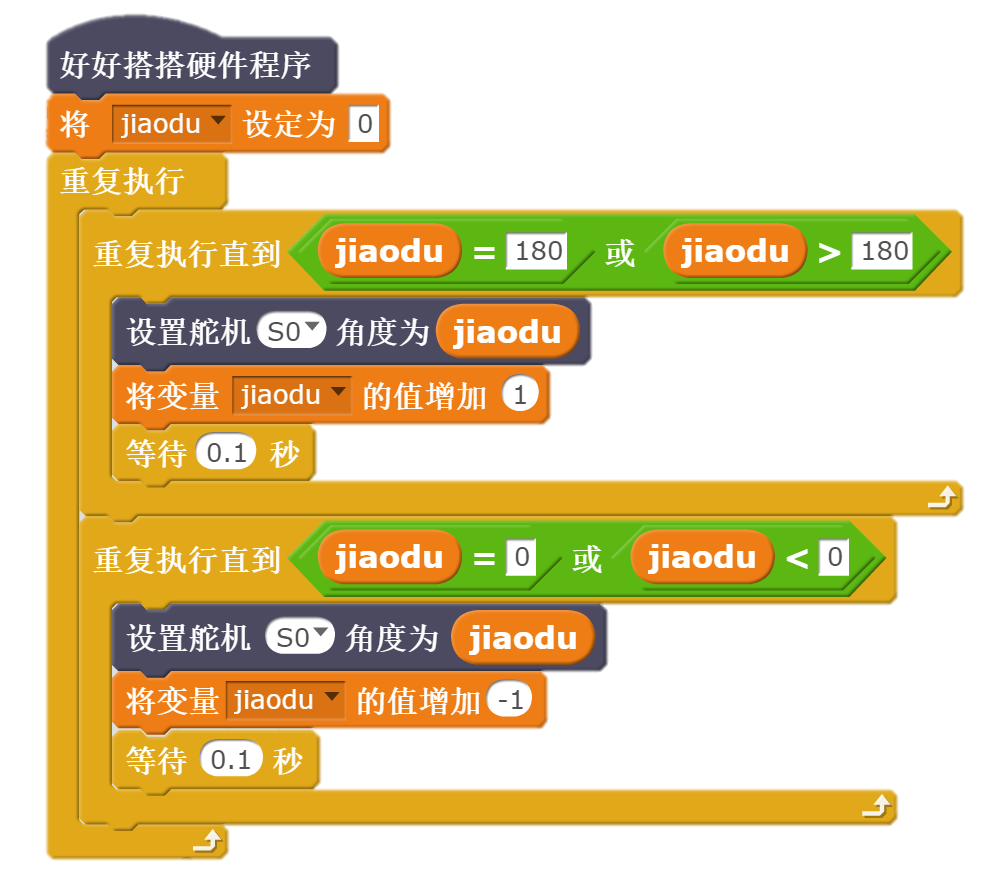 好好搭搭硬件程序
将 jiaodu 设定为 0
重复执行
重复执行直到 jiaodu = 180 或 jiaodu > 180
设置舵机 S0 角度为 jiaodu
将变量 jiaodu 的值增加 1
等待 0.1 秒
重复执行直到 jiaodu = 0 或 jiaodu < 0
设置舵机 S0 角度为 jiaodu
将变量 jiaodu 的值增加 -1
等待 0.1 秒